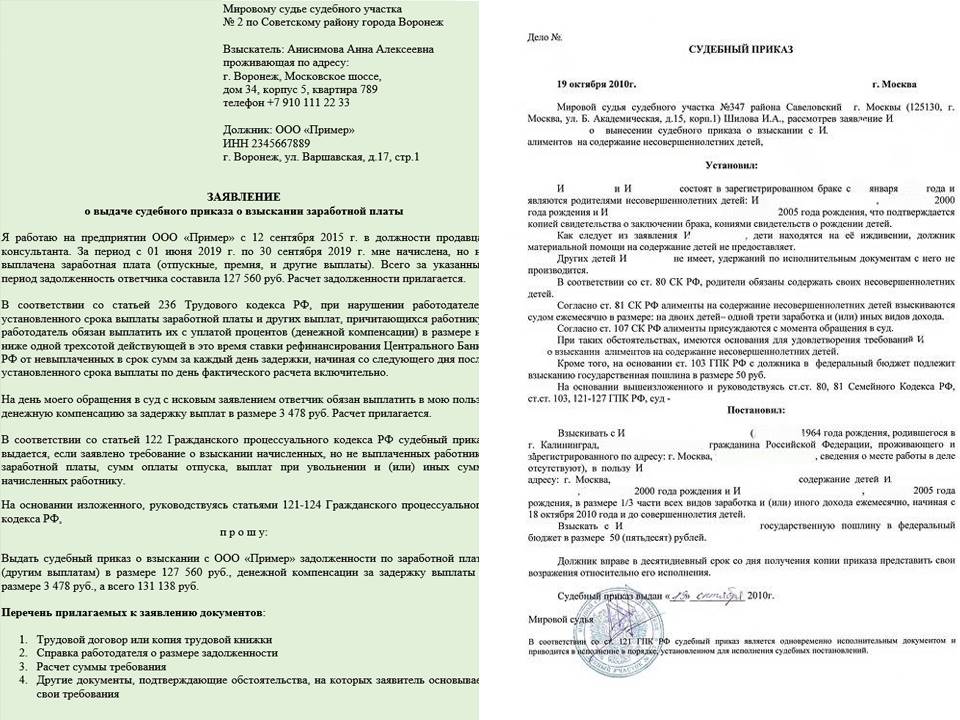 Мировому судье судебного участка
№ 2 по Советскому району города Воронеж
Взыскатель: Анисимова Анна Алексеевна
проживающая по адресу:
г. Воронеж, Московское шоссе,
дом 34, корпус 5, квартира 789
телефон +7 910 111 22 33
Должник: ООО «Пример»
ИНН 2345667889
г. Воронеж, ул. Варшавская, д.17, стр.1
ЗАЯВЛЕНИЕ
о выдаче судебного приказа о взыскании заработной платы
Я работаю на предприятии ООО «Пример» с 12 сентября 2015 г. в должности продавца
консультанта. За период с 01 июня 2019 г. по 30 сентября 2019 г. мне начислена, но н
выплачена заработная плата (отпускные, премия, и другие выплаты). Всего за указанны
период задолженность ответчика составила 127 560 руб. Расчет задолженности прилагается.
В соответствии со статьей 236 Трудового кодекса РФ, при нарушении работодателе
установленного срока выплаты заработной платы и других выплат, причитающихся работнику
работодатель обязан выплатить их с уплатой процентов (денежной компенсации) в размере н
ниже одной трехсотой действующей в это время ставки рефинансирования Центрального Бан
РФ от невыплаченных в срок сумм за каждый день задержки, начиная со следующего дня посл
установленного срока выплаты по день фактического расчета включительно.
На день моего обращения в суд с исковым заявлением ответчик обязан выплатить в мою польз
денежную компенсацию за задержку выплат в размере 3 478 руб. Расчет прилагается.
В соответствии со статьей 122 Гражданского процессуального кодекса РФ судебный прика
выдается, если заявлено требование о взыскании начисленных, но не выплаченных работник
заработной платы, сумм оплаты отпуска, выплат при увольнении и (или) иных сумм
начисленных работнику.
На основании изложенного, руководствуясь статьями 121-124 Гражданского процессуальног
кодекса РФ,
п р о ш у:
Выдать судебный приказ о взыскании с ООО «Пример» задолженности по заработной плат
(другим выплатам) в размере 127 560 руб., денежной компенсации за задержку выплаты
размере 3 478 руб., а всего 131 138 руб.
Перечень прилагаемых к заявлению документов:
1. Трудовой договор или копия трудовой книжки
2. Справка работодателя о размере задолженности
3. Расчет суммы требования
4. Другие документы, подтверждающие обстоятельства, на которых заявитель основывае
свои требования
Дело №.
СУДЕБНЫЙ ПРИКАЗ
19 октября 2010г. г. Москва
Мировой судья судебного участка №347 района Савеловский г. Москвы (125130, г.
Москва, ул. Б. Академическая, д.15, корп.1) Шилова И.А., рассмотрев заявление И
о вынесении судебного приказа о взыскании с И.
алиментов на содержание несовершеннолетних детей,
Установил:
И и И состоят в зарегистрированном браке с января года и
являются родителями несовершеннолетних детей: И , 2000
года рождения и И 2005 года рождения, что подтверждается
копией свидетельства о заключении брака, копиями свидетельств о рождении детей.
Как следует из заявления И , дети находятся на её иждивении, должник
материальной помощи на содержание детей не предоставляет.
Других детей И не имеет, удержаний по исполнительным документам с него не
производится.
В соответствии со ст. 80 СК РФ, родители обязаны содержать своих несовершеннолетних
детей.
Согласно ст. 81 СК РФ алименты на содержание несовершеннолетних детей взыскиваются
судом ежемесячно в размере: на двоих детей– одной трети заработка и (или) иных видов дохода.
Согласно ст. 107 СК РФ алименты присуждаются с момента обращения в суд.
При таких обстоятельствах, имеются основания для удовлетворения требований И
о взыскании алиментов на содержание несовершеннолетних детей.
Кроме того, на основании ст. 103 ГПК РФ с должника в федеральный бюджет подлежит
взысканию государственная пошлина в размере 50 руб.
На основании вышеизложенного и руководствуясь ст.ст. 80, 81 Семейного Кодекса РФ,
ст.ст. 103, 121-127 ГПК РФ, суд -
Постановил:
Взыскивать с И ( 1964 года рождения, родившегося в
г. Калининград, гражданина Российской Федерации, проживающего и
зарегистрированного по адресу: г. Москва, , сведения о месте работы в деле
отсутствуют), в пользу И
адресу: г. Москва, содержание детей И.
, 2000 года рождения и И , 2005 года
рождения, в размере 1/3 части всех видов заработка и (или) иного дохода ежемесячно, начиная с
18 октября 2010 года и до совершеннолетия детей.
Взыскать с И государственную пошлину в федеральный
бюджет в размере 50 (пятьдесят) рублей.
Должник вправе в десятидневный срок со дня получения копии приказа представить свои
возражения относительно его исполнения.
Судебный приказ выдан « » 2010г.
Мировой судья
В соответствии со ст. 121 ГПК РФ судебный приказ является одновременно исполнительным документом и
приводится в исполнение в порядке, установленном для исполнения судебных постановлений.